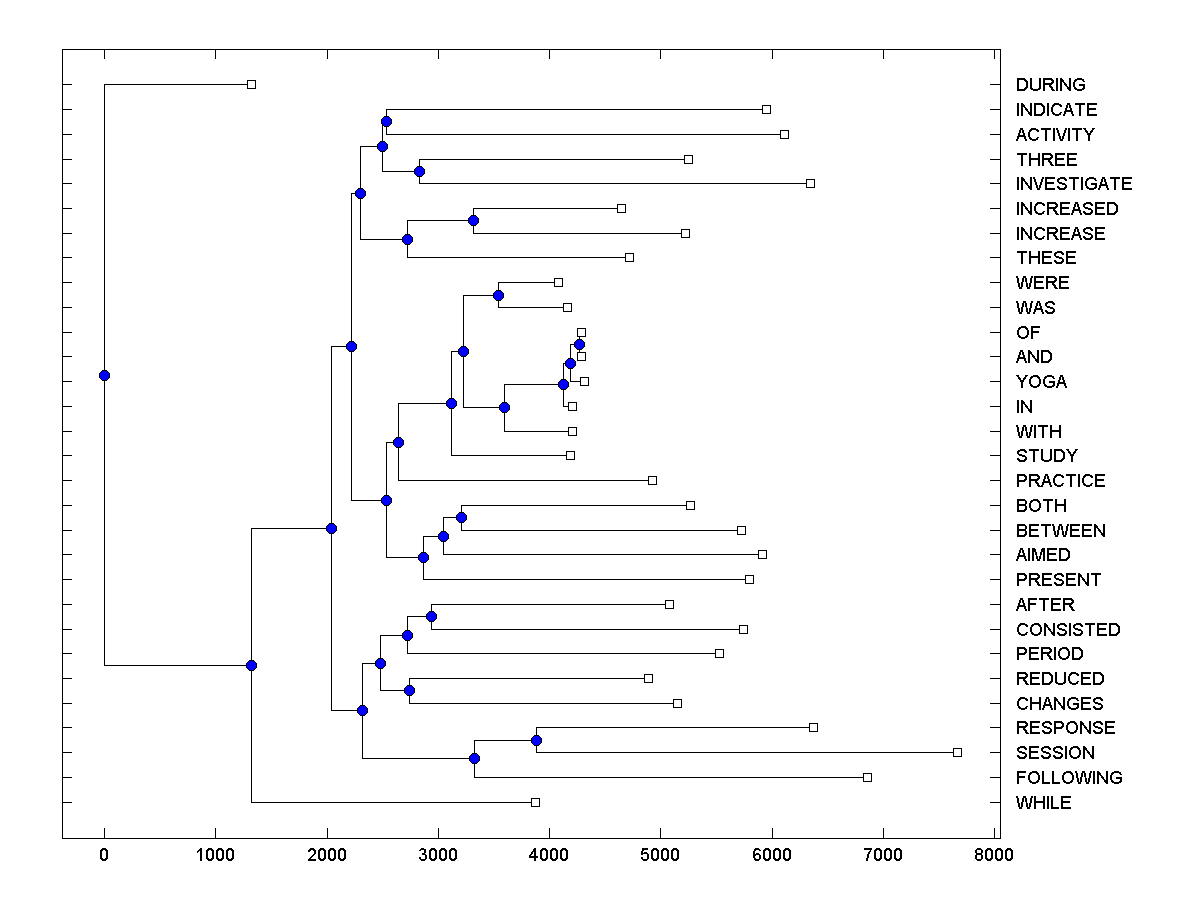 DURING
INDICATE
ACTIVITY
THREE
INVESTIGATE
INCREASED
INCREASE
THESE
WERE
WAS
OF
AND
YOGA
IN
WITH
STUDY
PRACTICE
BOTH
BETWEEN
AIMED
PRESENT
AFTER
CONSISTED
PERIOD
REDUCED
CHANGES
RESPONSE
SESSION
FOLLOWING
WHILE
0 1000 2000 3000 4000 5000 6000 7000 8000